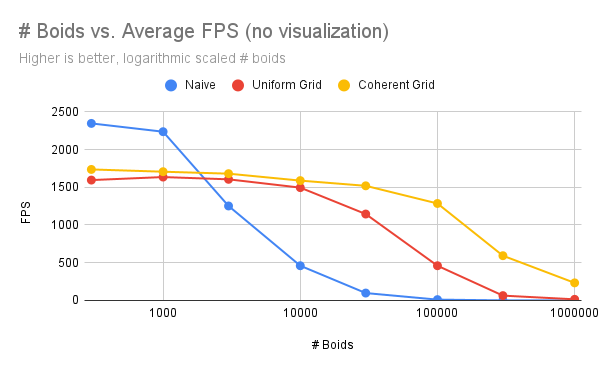 # Boids vs. Average FPS (no visualization)
Higher is better, logarithmic scaled # boids
Naive Uniform Grid Coherent Grid
2500
2000
1500
1000
500
0
FPS
1000 10000 100000 1000000
# Boids